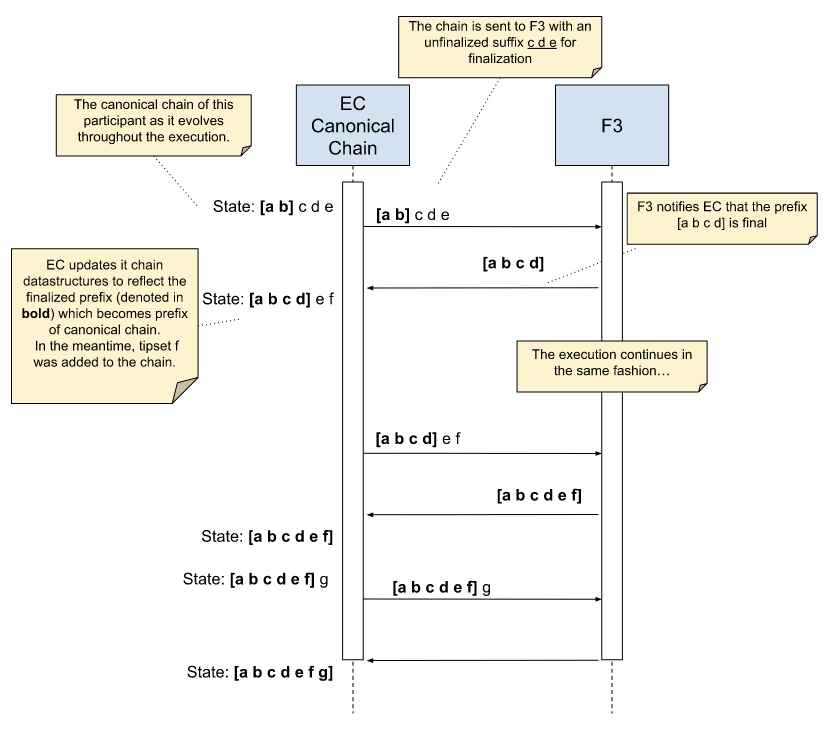 The chain is sent to F3 with an
unfinalized suffix c d e for
finalization
The canonical chain of this
participant as it evolves
throughout the execution.
EC
Canonical
Chain
F3
State: [a b] c d e
[a b] c d e
F3 notifies EC that the prefix
[a b c d] is final
[a b c d]
EC updates it chain
datastructures to reflect the
finalized prefix (denoted in
bold) which becomes prefix
of canonical chain.
In the meantime, tipset f
was added to the chain.
State: [a b c d] e f
The execution continues in
the same fashion…
[a b c d] e f
[a b c d e f]
State: [a b c d e f]
State: [a b c d e f] g
[a b c d e f] g
State: [a b c d e f g]